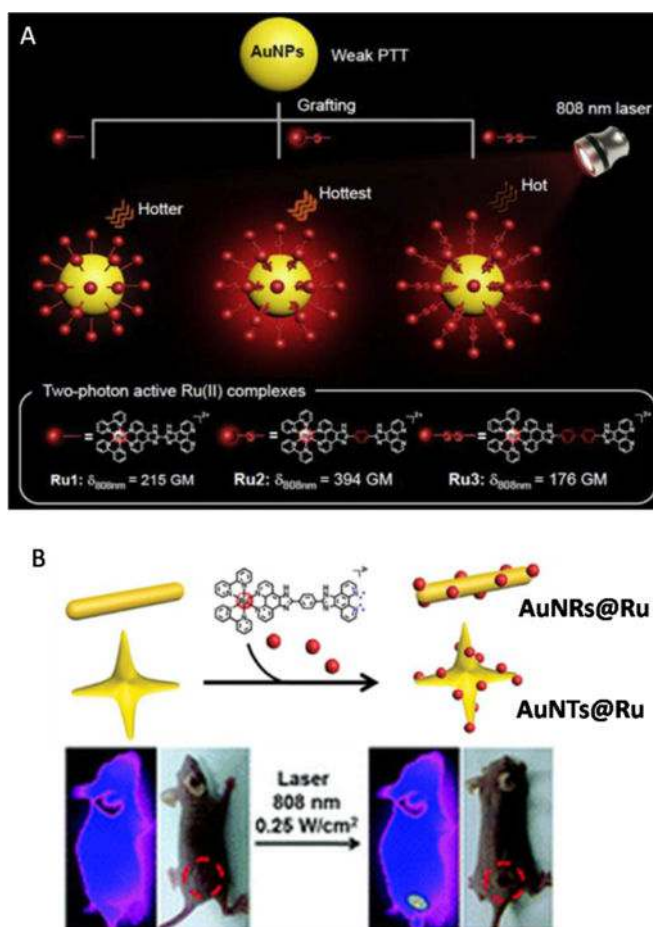 A
AuNPs
Weak PTT
Grafting
808 nm laser
Hotter
Hottest
Hot
Two-photon active Ru(II) complexes
Ru1: δ808nm = 215 GM
Ru2: δ808nm = 394 GM
Ru3: δ808nm = 176 GM
B
AuNRs@Ru
AuNTs@Ru
Laser
808 nm
0.25 W/cm²